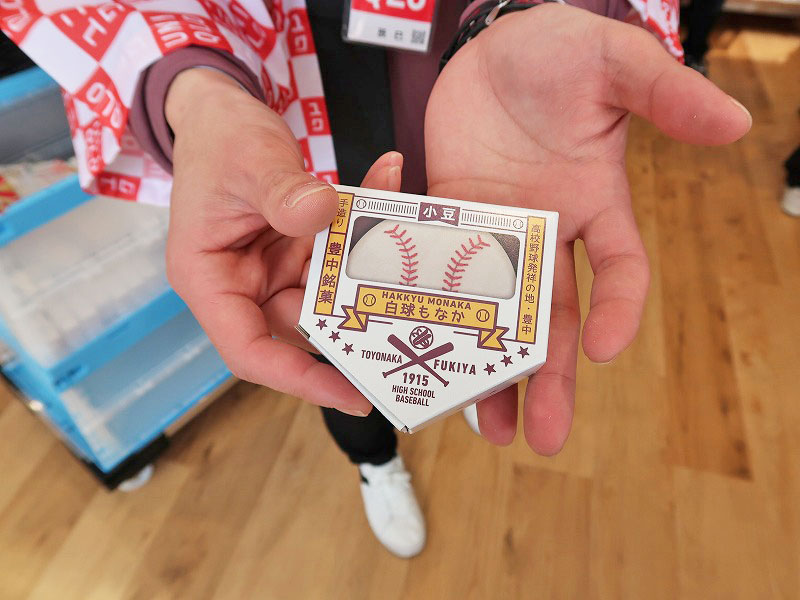 手造り
豊中銘菓
小豆
高校野球発祥の地・豊中
HAKKYU MONAKA
白球もなか
TOYONAKA FUKIYA
1915
HIGH SCHOOL
BASEBALL